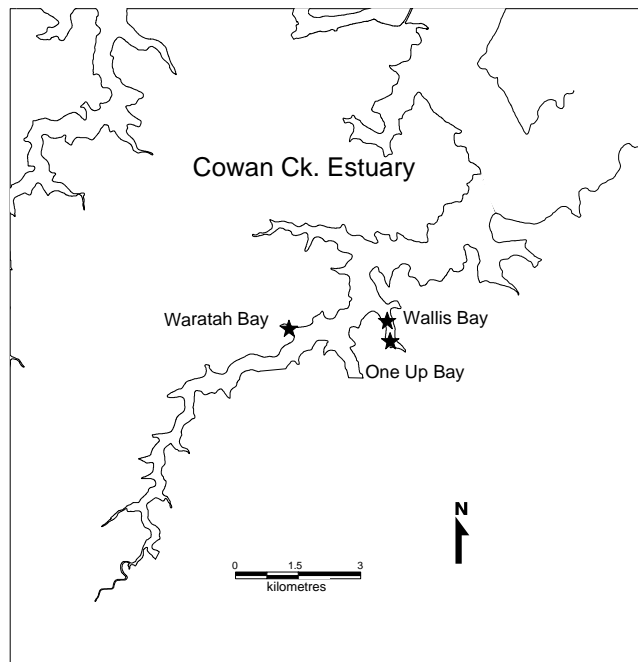 Cowan Ck. Estuary
Waratah Bay
Wallis Bay
One Up Bay
N
0 1.5 3
kilometres